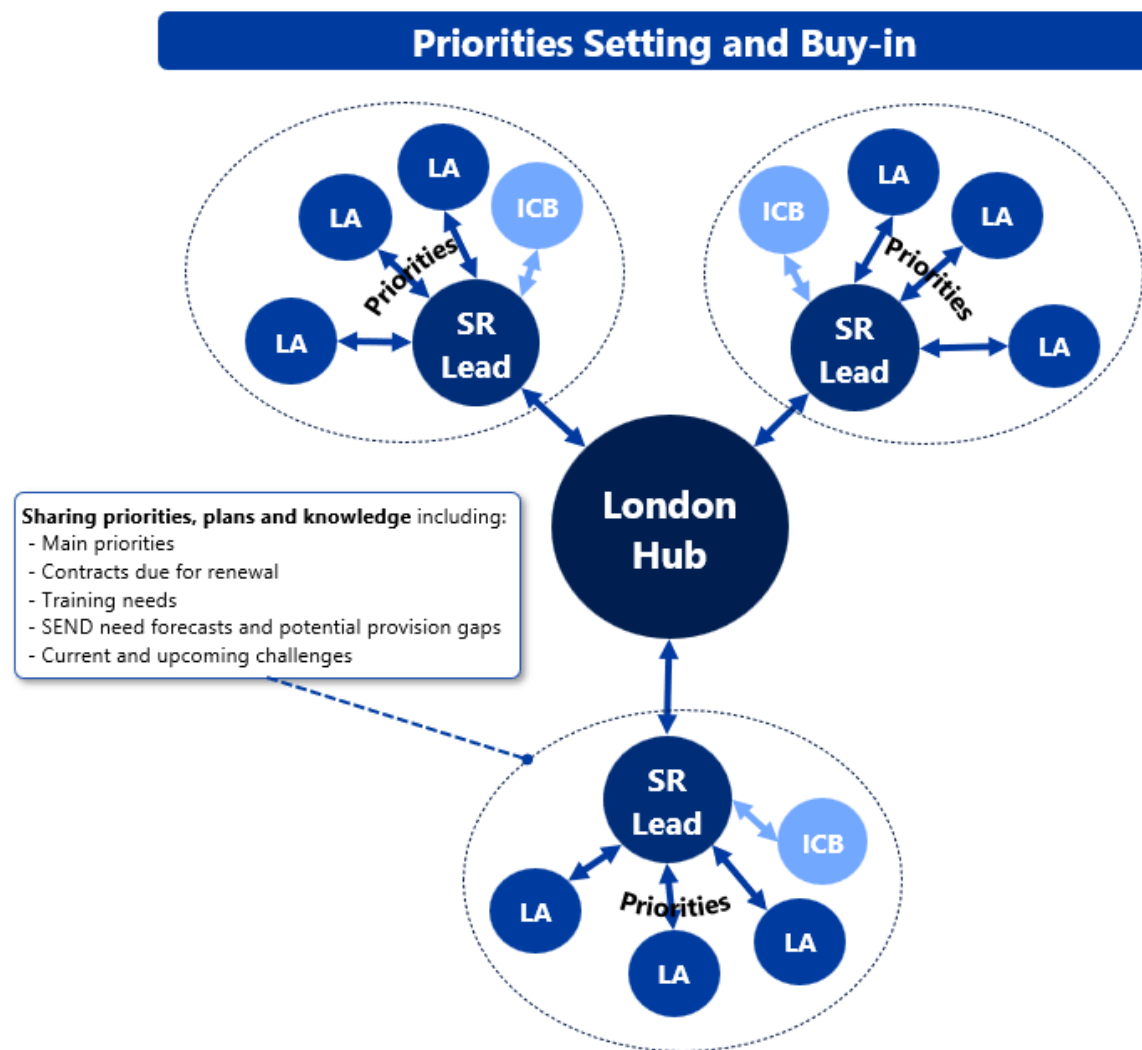 Priorities Setting and Buy-in
LA
LA
ICB
LA
Priorities
SR
Lead
ICB
LA
LA
LA
Priorities
SR
Lead
London
Hub
Sharing priorities, plans and knowledge including:
- Main priorities
- Contracts due for renewal
- Training needs
- SEND need forecasts and potential provision gaps
- Current and upcoming challenges
SR
Lead
ICB
LA
Priorities
LA
LA